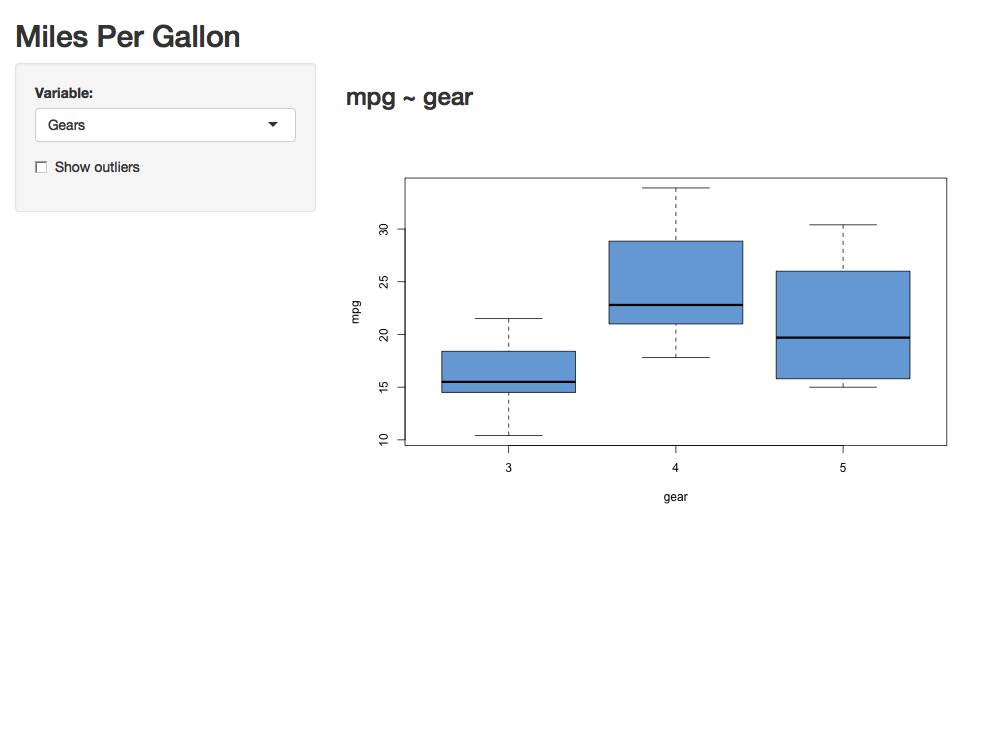 Miles Per Gallon
Variable:
Gears
Show outliers
mpg ~ gear
30
25
20
15
10
mpg
3 4 5
gear